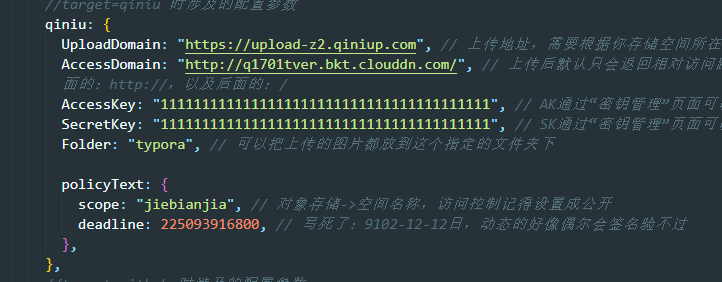 //target=qiniu 时涉及的配置参数
qiniu: {
UploadDomain: "https://upload-z2.qiniup.com", // 上传地址，需要根据你存储空间所在
AccessDomain: "http://q1701tver.bkt.clouddn.com/", // 上传后默认只会返回相对访问
面的：http://，以及后面的：/
AccessKey: "1111111111111111111111111111111111111111", // AK通过“密钥管理”页面可
SecretKey: "1111111111111111111111111111111111111111", // SK通过“密钥管理”页面可
Folder: "typora", // 可以把上传的图片都放到这个指定的文件夹下
policyText: {
scope: "jiebianjia", // 对象存储->空间名称，访问控制记得设置成公开
deadline: 225093916800, // 写死了：9102-12-12日，动态的好像偶尔会签名验不过
},
},